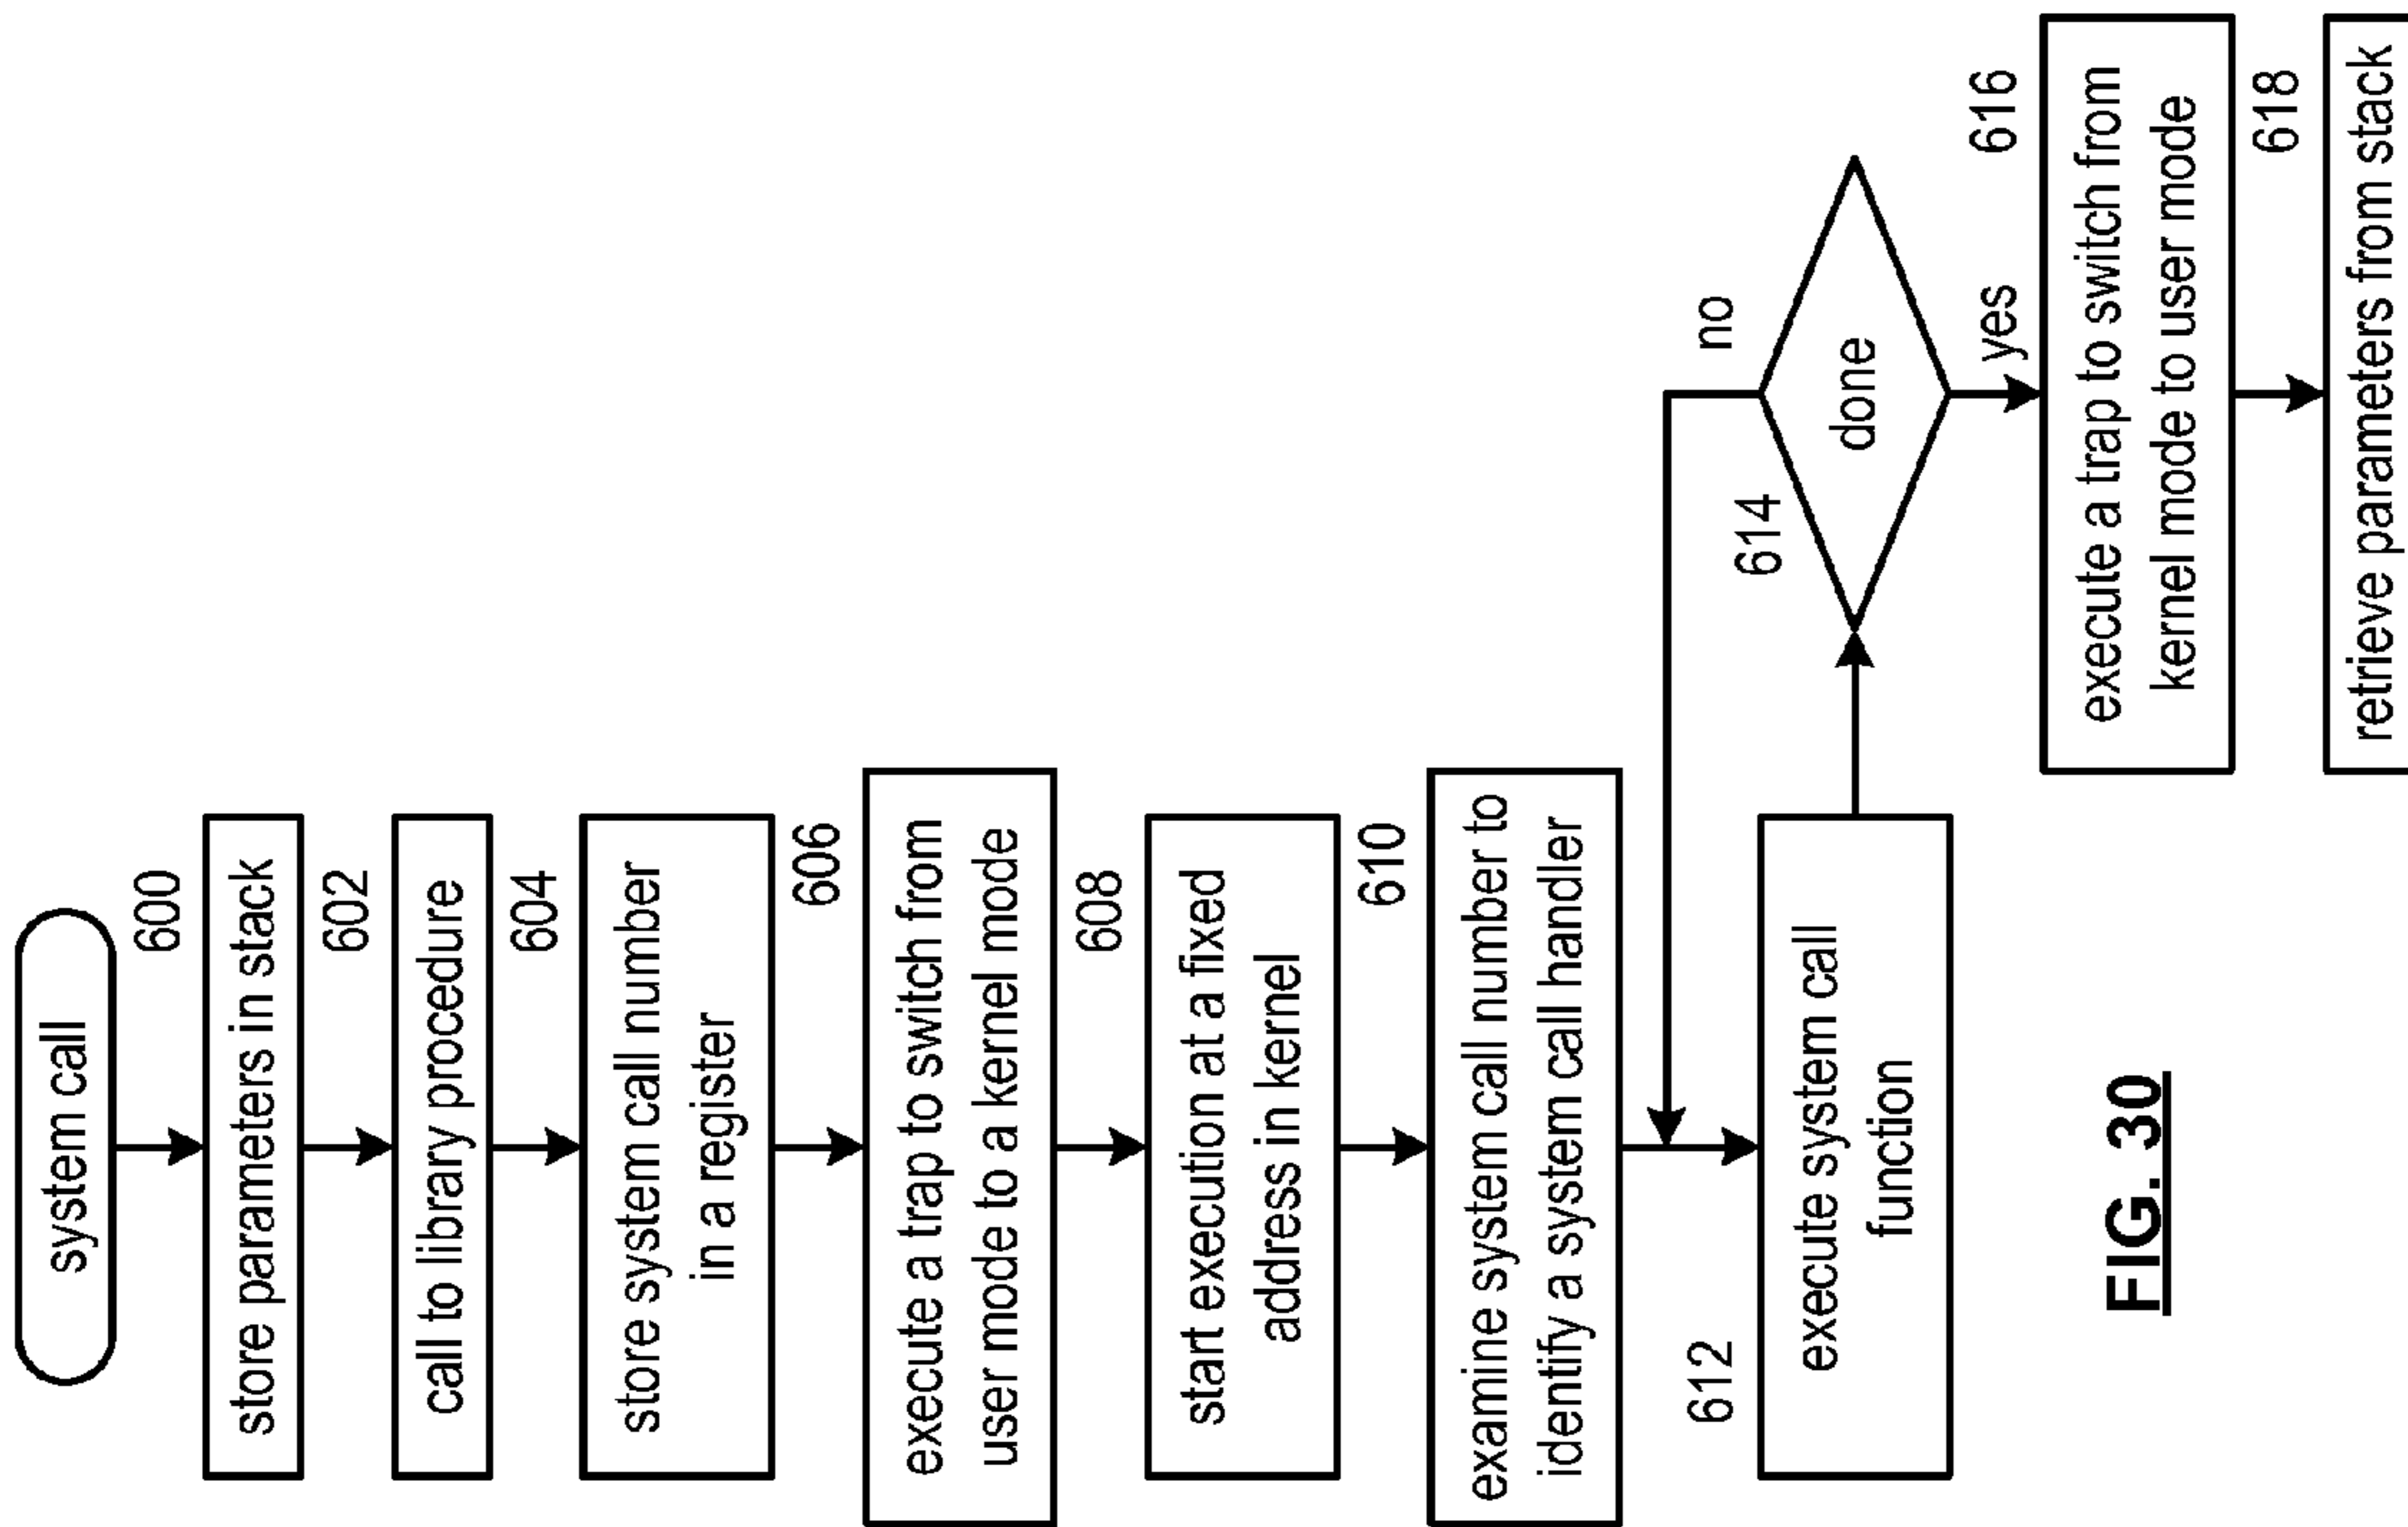 system call
600
store parameters in stack
602
call to library procedure
604
store system call number
in a register
606
execute a trap to switch from
user mode to a kernel mode
608
start execution at a fixed
address in kernel
610
examine system call number to
identify a system call handler
612
execute system call
function
614
done
no
yes
616
execute a trap to switch from
kernel mode to user mode
618
retrieve parameters from stack
FIG. 30